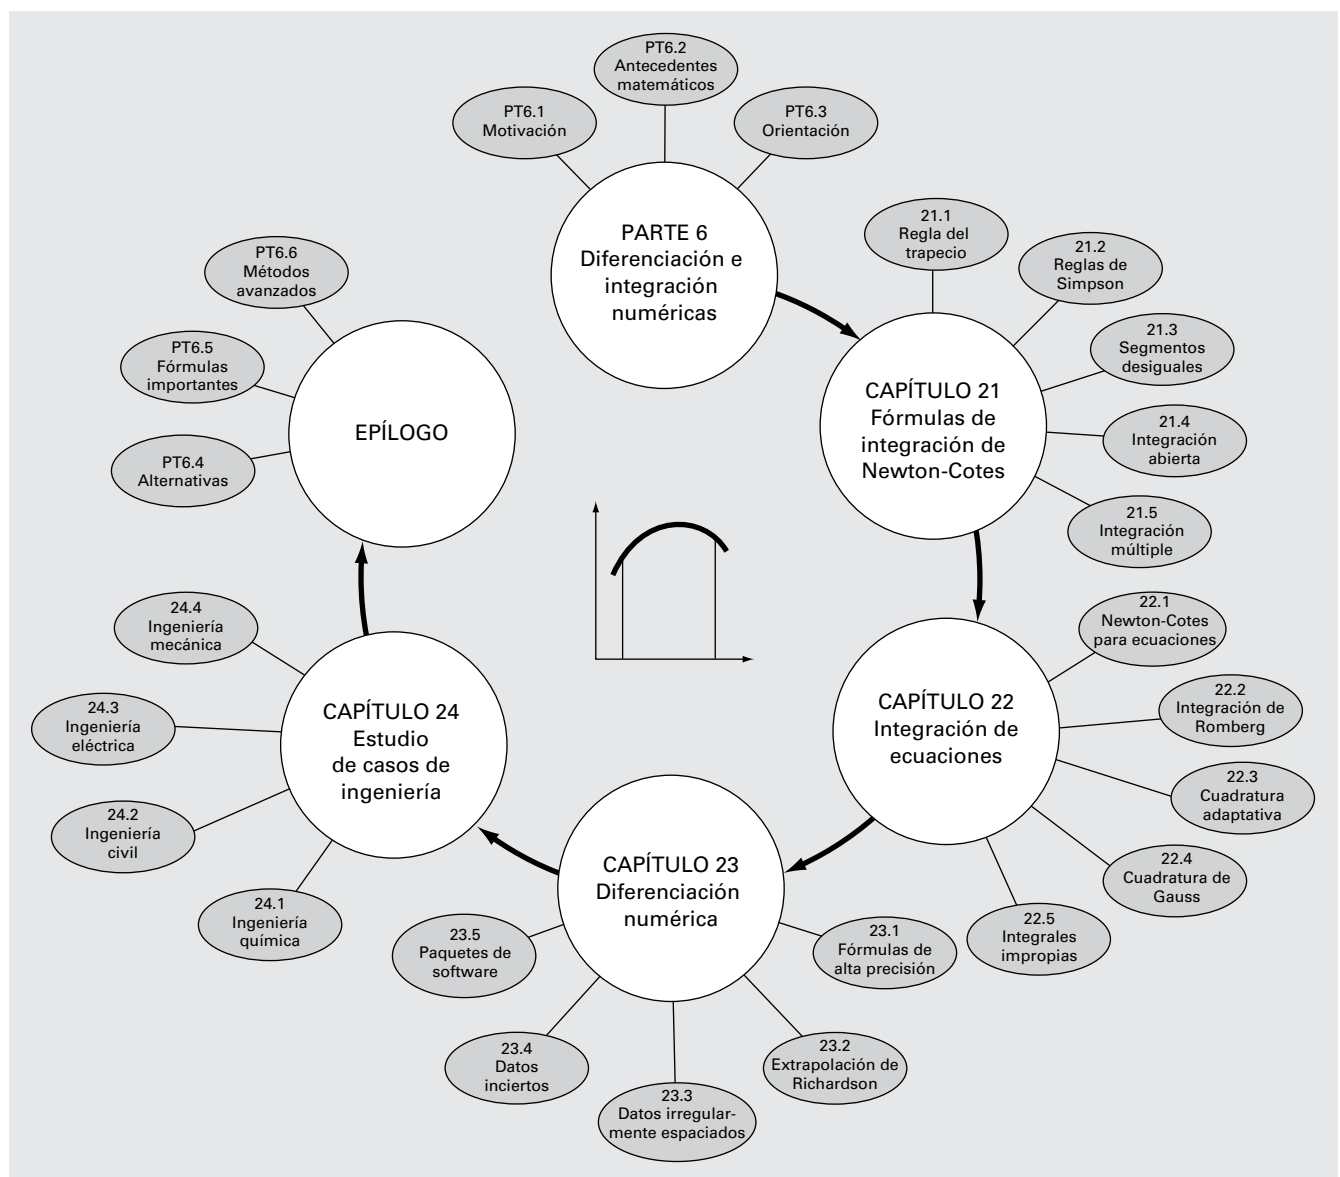 PT6.2
Antecedentes
matemáticos
PT6.1
Motivación
PT6.3
Orientación
PARTE 6
Diferenciación e
integración
numéricas
21.1
Regla del
trapecio
21.2
Reglas de
Simpson
21.3
Segmentos
desiguales
21.4
Integración
abierta
21.5
Integración
múltiple
CAPÍTULO 21
Fórmulas de
integración de
Newton-Cotes
22.1
Newton-Cotes
para ecuaciones
22.2
Integración de
Romberg
22.3
Cuadratura
adaptativa
22.4
Cuadratura de
Gauss
22.5
Integrales
impropias
CAPÍTULO 22
Integración de
ecuaciones
CAPÍTULO 23
Diferenciación
numérica
23.1
Fórmulas de
alta precisión
23.2
Extrapolación de
Richardson
23.3
Datos irregular-
mente espaciados
23.4
Datos
inciertos
23.5
Paquetes de
software
CAPÍTULO 24
Estudio
de casos de
ingeniería
24.1
Ingeniería
química
24.2
Ingeniería
civil
24.3
Ingeniería
eléctrica
24.4
Ingeniería
mecánica
EPÍLOGO
PT6.4
Alternativas
PT6.5
Fórmulas
importantes
PT6.6
Métodos
avanzados